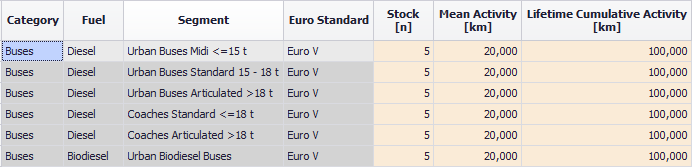 Category Fuel Segment Euro Standard Stock [n] Mean Activity [km] Lifetime Cumulative Activity [km]
Buses Diesel Urban Buses Midi <=15 t Euro V 5 20,000 100,000
Buses Diesel Urban Buses Standard 15 - 18 t Euro V 5 20,000 100,000
Buses Diesel Urban Buses Articulated >18 t Euro V 5 20,000 100,000
Buses Diesel Coaches Standard <=18 t Euro V 5 20,000 100,000
Buses Diesel Coaches Articulated >18 t Euro V 5 20,000 100,000
Buses Biodiesel Urban Biodiesel Buses Euro V 5 20,000 100,000